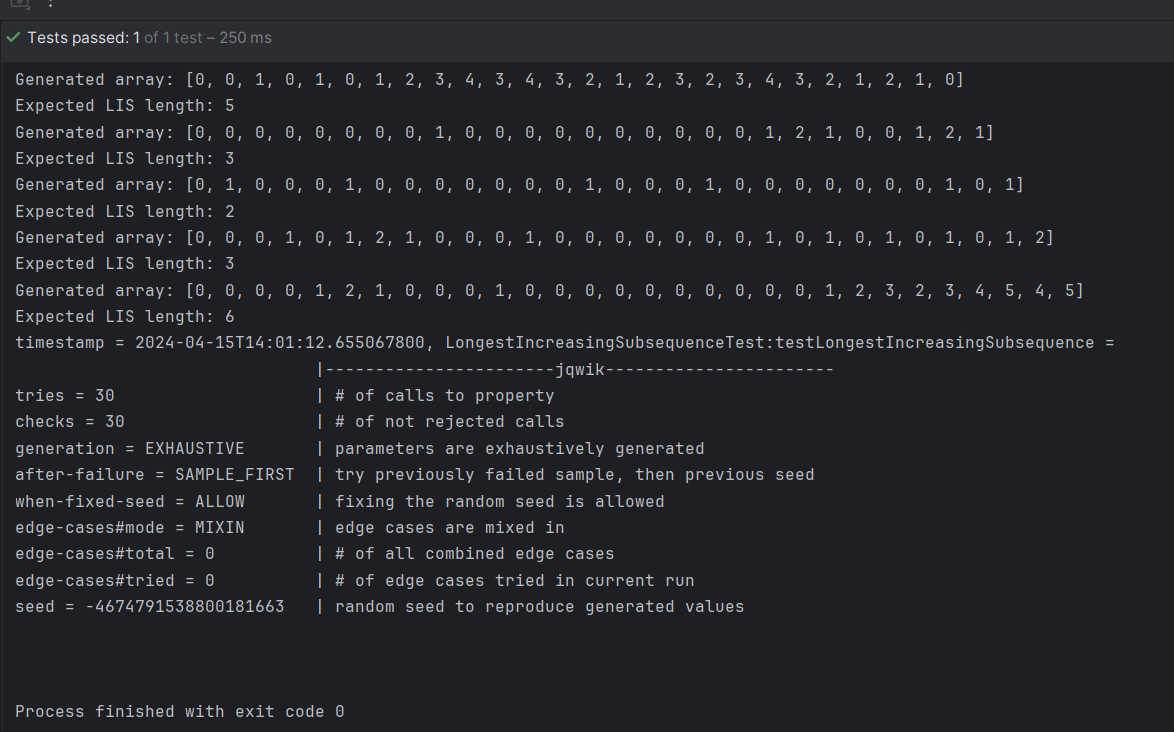 Tests passed: 1 of 1 test – 250 ms
Generated array: [0, 0, 1, 0, 1, 0, 1, 2, 3, 4, 3, 4, 3, 2, 1, 2, 3, 2, 3, 4, 3, 2, 1, 2, 1, 0]
Expected LIS length: 5
Generated array: [0, 0, 0, 0, 0, 0, 0, 0, 1, 0, 0, 0, 0, 0, 0, 0, 0, 0, 0, 1, 2, 1, 0, 0, 1, 2, 1]
Expected LIS length: 3
Generated array: [0, 1, 0, 0, 0, 1, 0, 0, 0, 0, 0, 0, 0, 1, 0, 0, 0, 1, 0, 0, 0, 0, 0, 0, 0, 1, 0, 1]
Expected LIS length: 2
Generated array: [0, 0, 0, 1, 0, 1, 2, 1, 0, 0, 0, 1, 0, 0, 0, 0, 0, 0, 0, 1, 0, 1, 0, 1, 0, 1, 0, 1, 2]
Expected LIS length: 3
Generated array: [0, 0, 0, 0, 1, 2, 1, 0, 0, 0, 1, 0, 0, 0, 0, 0, 0, 0, 0, 0, 0, 1, 2, 3, 2, 3, 4, 5, 4, 5]
Expected LIS length: 6
timestamp = 2024-04-15T14:01:12.655067800, LongestIncreasingSubsequenceTest:testLongestIncreasingSubsequence =
|-----------------------jqwik-----------------------
tries = 30 | # of calls to property
checks = 30 | # of not rejected calls
generation = EXHAUSTIVE | parameters are exhaustively generated
after-failure = SAMPLE_FIRST | try previously failed sample, then previous seed
when-fixed-seed = ALLOW | fixing the random seed is allowed
edge-cases#mode = MIXIN | edge cases are mixed in
edge-cases#total = 0 | # of all combined edge cases
edge-cases#tried = 0 | # of edge cases tried in current run
seed = -4674791538800181663 | random seed to reproduce generated values
Process finished with exit code 0